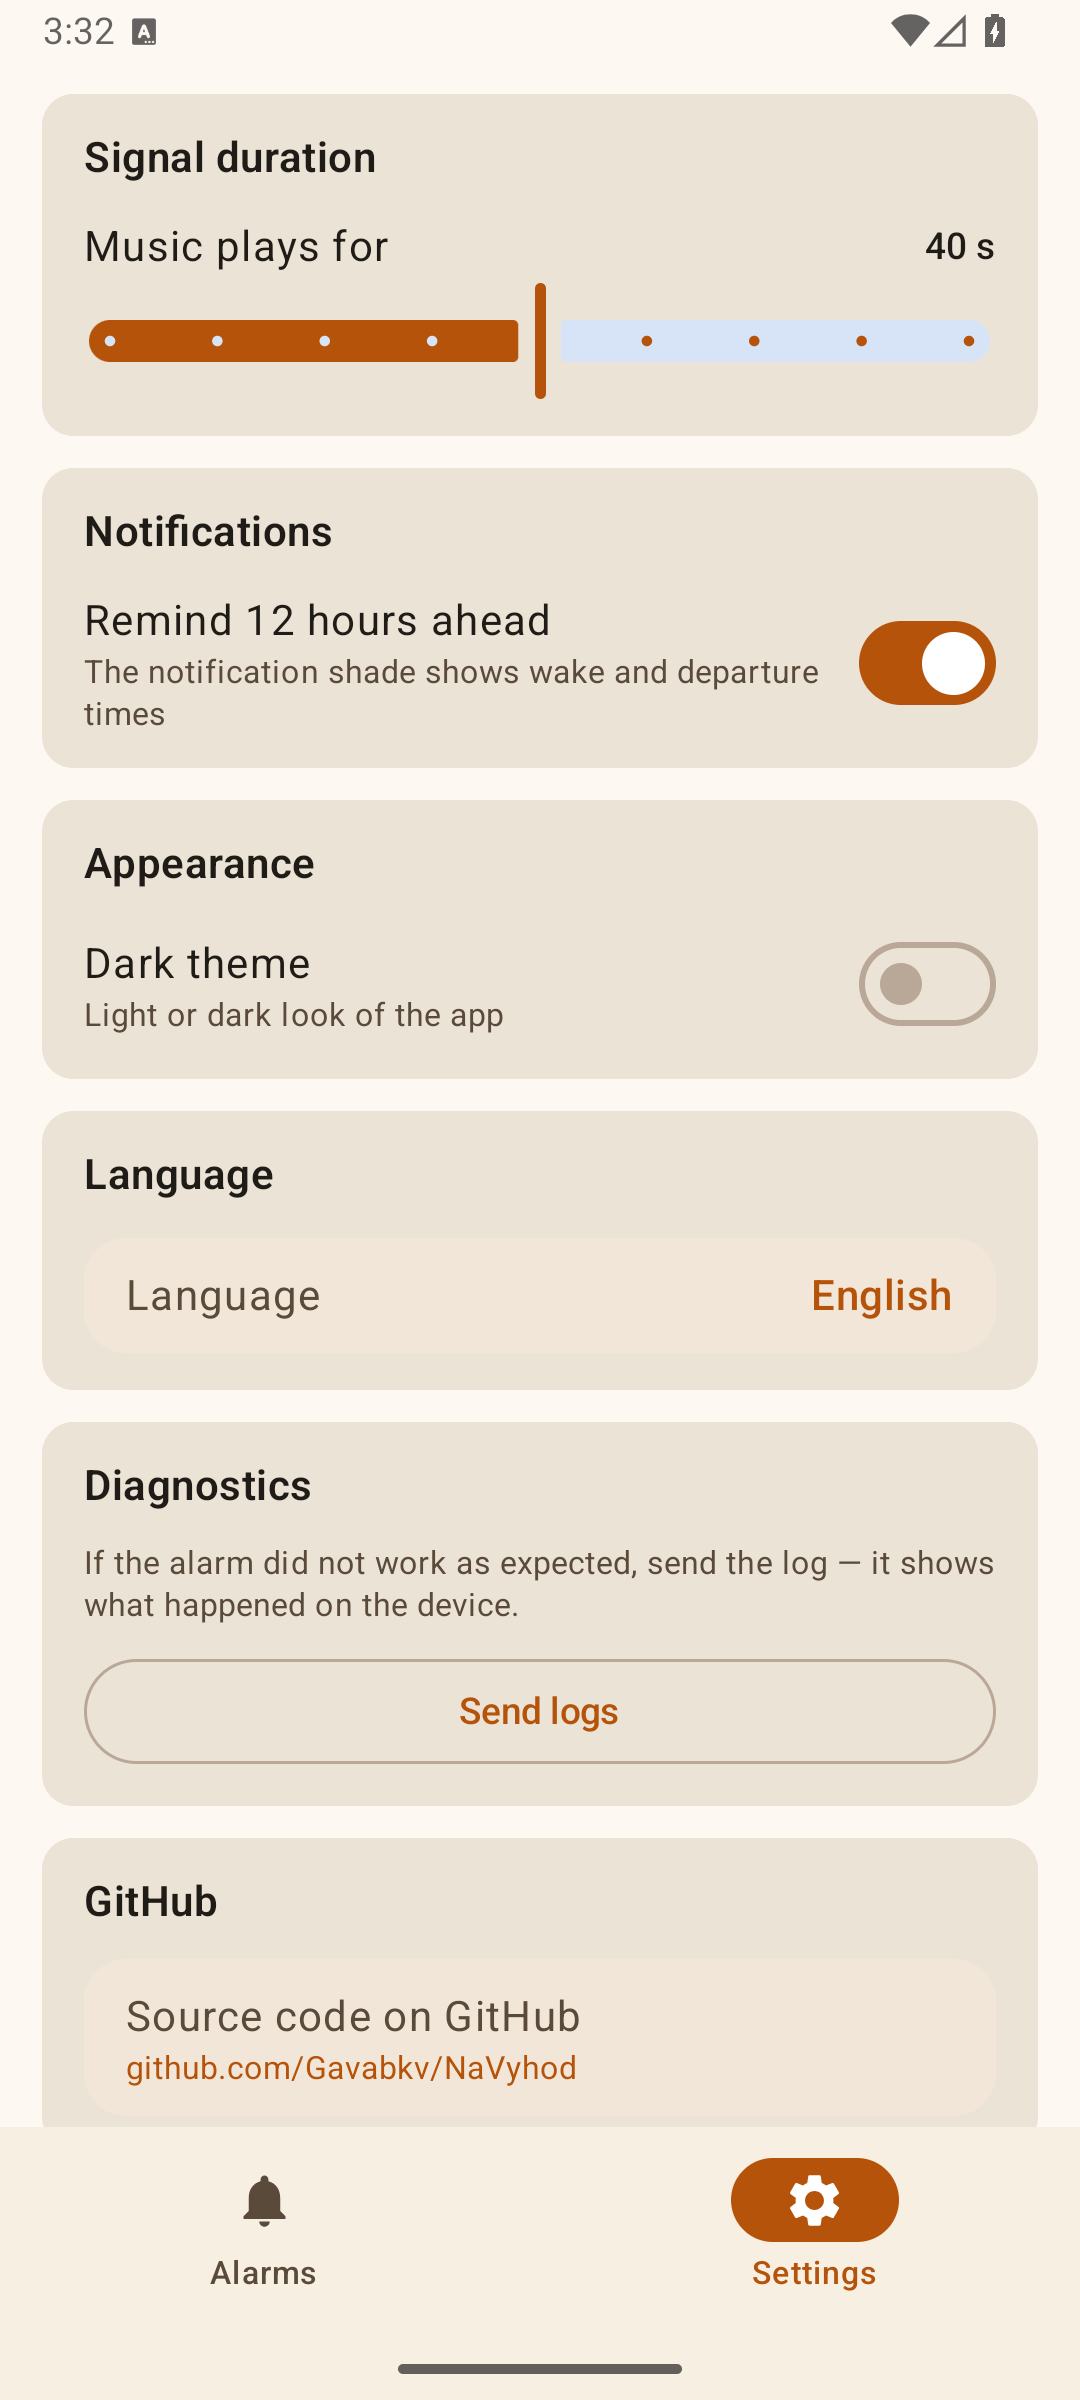 3:32
Signal duration
Music plays for
40 s
Notifications
Remind 12 hours ahead
The notification shade shows wake and departure
times
Appearance
Dark theme
Light or dark look of the app
Language
Language
English
Diagnostics
If the alarm did not work as expected, send the log — it shows
what happened on the device.
Send logs
GitHub
Source code on GitHub
github.com/Gavabkv/NaVyhod
Alarms
Settings